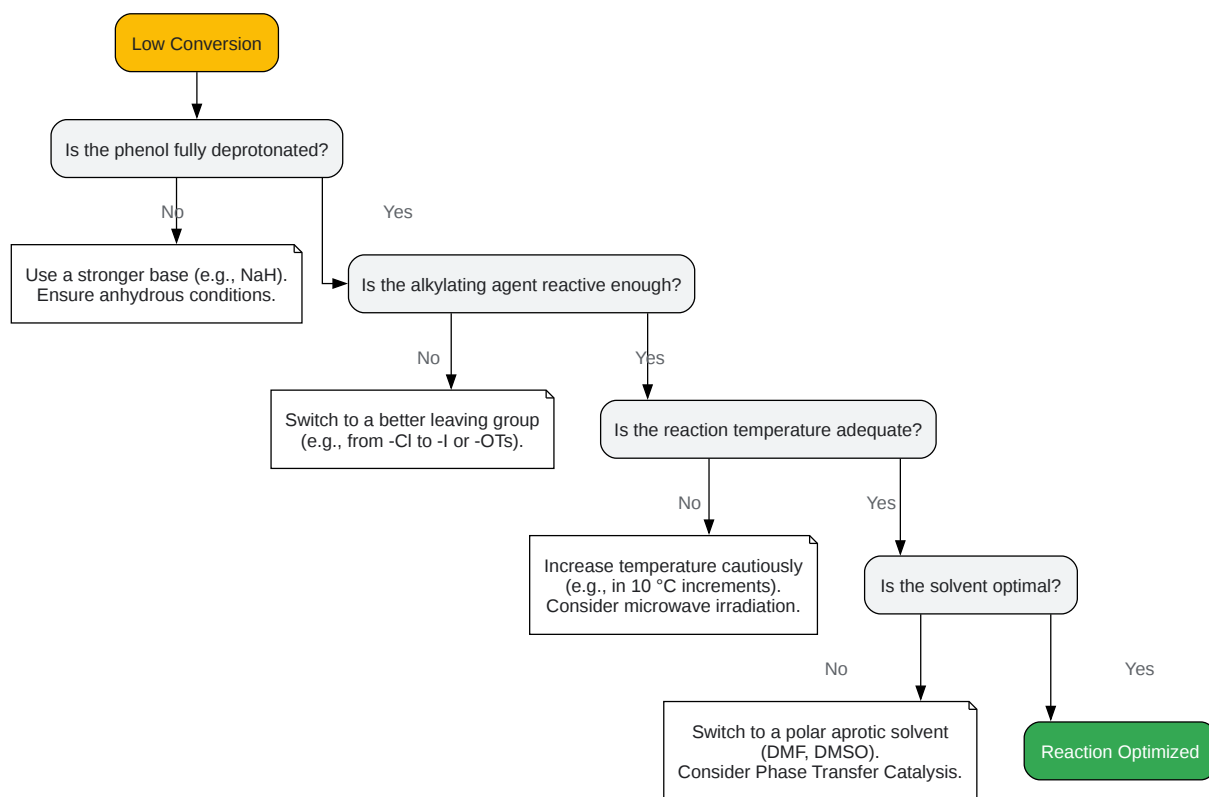 Low Conversion
Is the phenol fully deprotonated?
No
Yes
Use a stronger base (e.g., NaH).
Ensure anhydrous conditions.
Is the alkylating agent reactive enough?
No
Yes
Switch to a better leaving group
(e.g., from -Cl to -I or -OTs).
Is the reaction temperature adequate?
No
Yes
Increase temperature cautiously
(e.g., in 10 °C increments).
Consider microwave irradiation.
Is the solvent optimal?
No
Yes
Switch to a polar aprotic solvent
(DMF, DMSO).
Consider Phase Transfer Catalysis.
Reaction Optimized